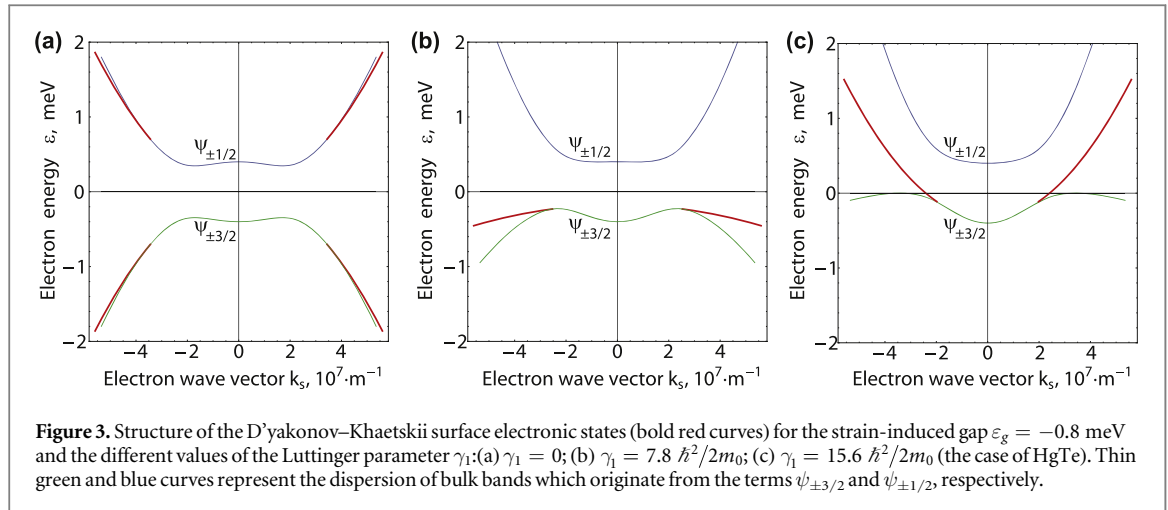 (a)
(b)
(c)
Electron energy ε, meV
2
1
0
−1
−2
ψ±1/2
ψ±3/2
−4 −2 0 2 4
Electron wave vector kₛ, 10⁷·m⁻¹
Electron energy ε, meV
2
1
0
−1
−2
ψ±1/2
ψ±3/2
−4 −2 0 2 4
Electron wave vector kₛ, 10⁷·m⁻¹
Electron energy ε, meV
2
1
0
−1
−2
ψ±1/2
ψ±3/2
−4 −2 0 2 4
Electron wave vector kₛ, 10⁷·m⁻¹
Figure 3. Structure of the D'yakonov–Khaetskii surface electronic states (bold red curves) for the strain-induced gap εg = −0.8 meV
and the different values of the Luttinger parameter γ₁:(a) γ₁ = 0; (b) γ₁ = 7.8 ℏ²/2m₀; (c) γ₁ = 15.6 ℏ²/2m₀ (the case of HgTe). Thin
green and blue curves represent the dispersion of bulk bands which originate from the terms ψ±3/2 and ψ±1/2, respectively.